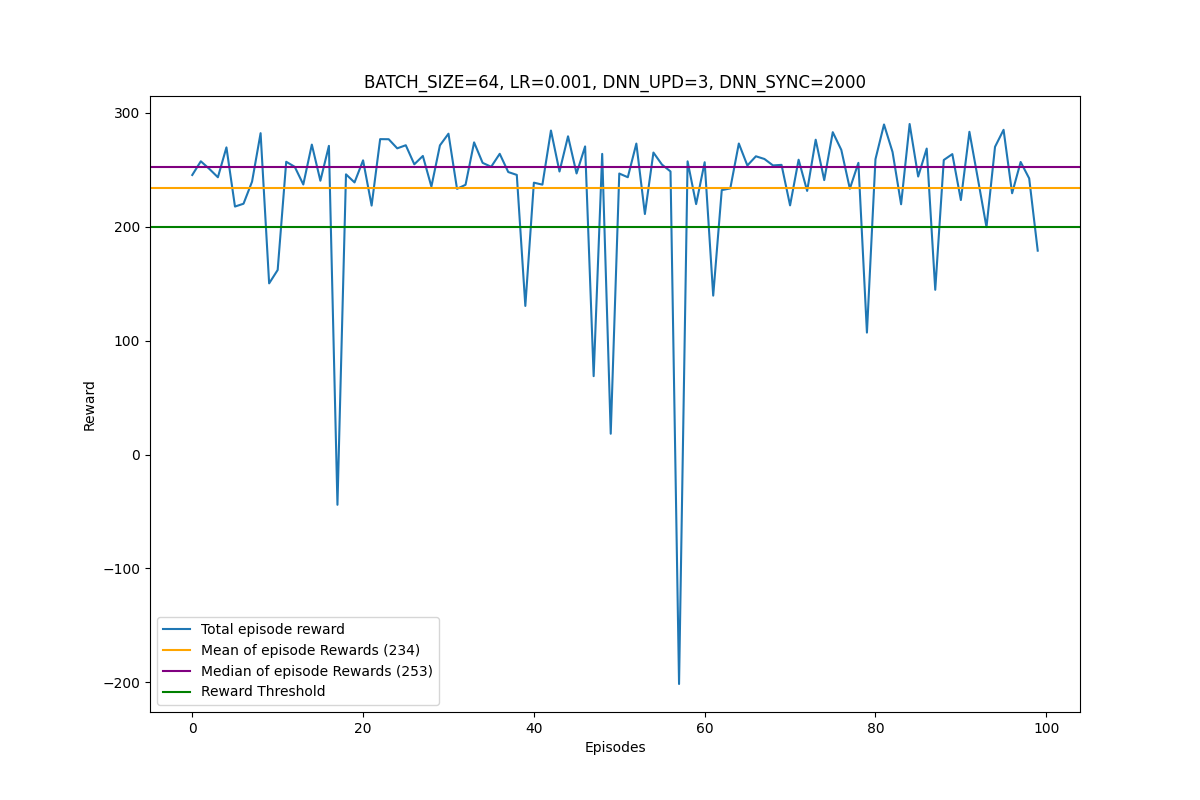 BATCH_SIZE=64, LR=0.001, DNN_UPD=3, DNN_SYNC=2000
300
200
100
0
−100
−200
Reward
Total episode reward
Mean of episode Rewards (234)
Median of episode Rewards (253)
Reward Threshold
0 20 40 60 80 100
Episodes